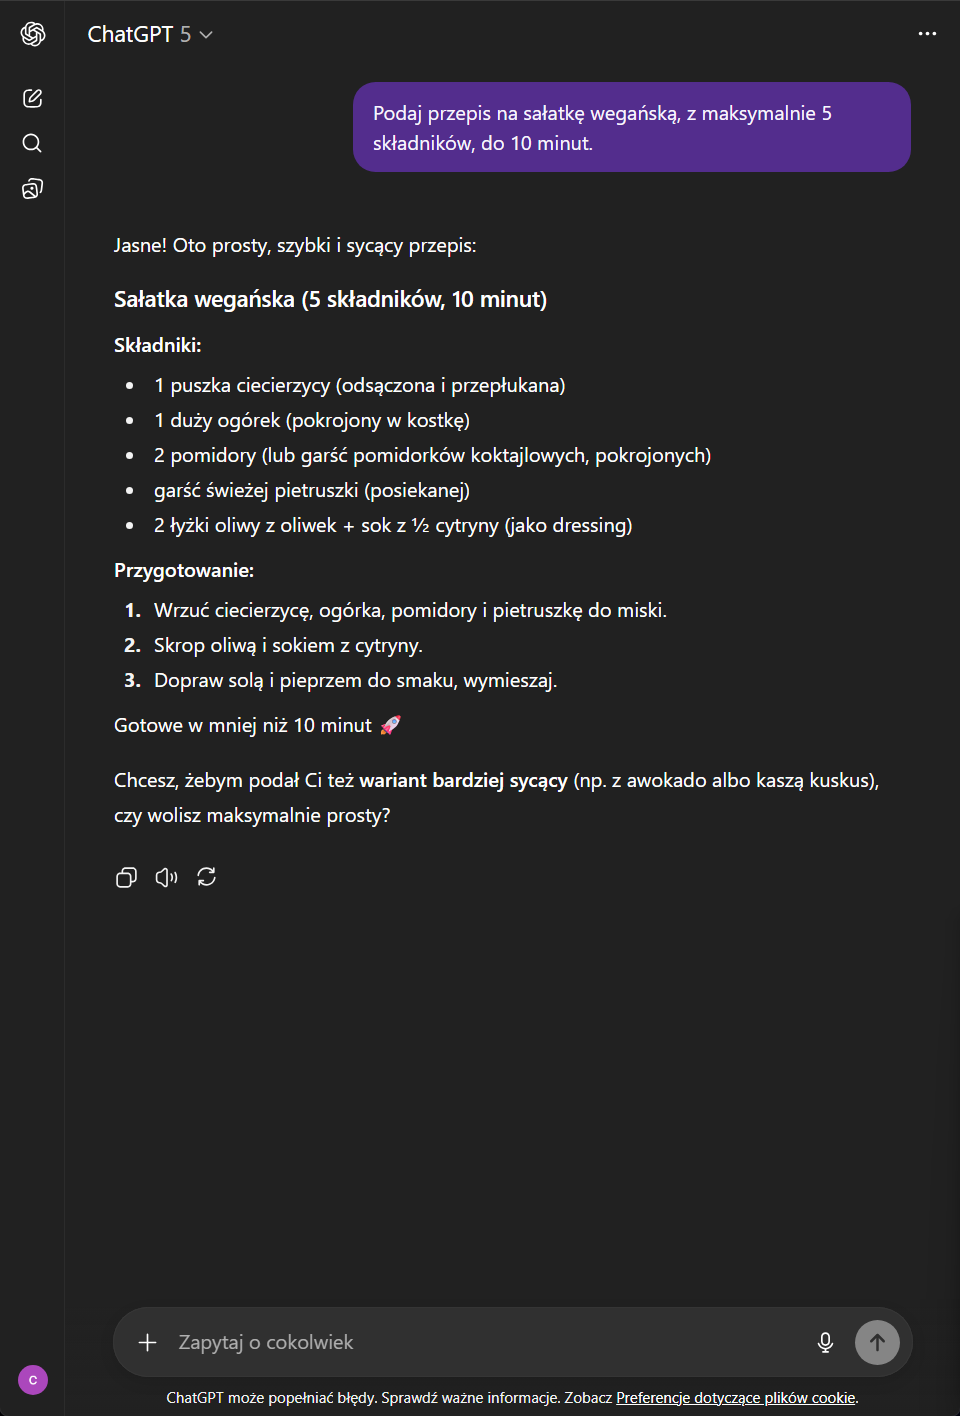 ChatGPT 5
Podaj przepis na sałatkę wegańską, z maksymalnie 5
składników, do 10 minut.
Jasne! Oto prosty, szybki i sycący przepis:
Sałatka wegańska (5 składników, 10 minut)
Składniki:
• 1 puszka ciecierzycy (odsączona i przepłukana)
• 1 duży ogórek (pokrojony w kostkę)
• 2 pomidory (lub garść pomidorków koktajlowych, pokrojonych)
• garść świeżej pietruszki (posiekanej)
• 2 łyżki oliwy z oliwek + sok z ½ cytryny (jako dressing)
Przygotowanie:
1. Wrzuć ciecierzycę, ogórka, pomidory i pietruszkę do miski.
2. Skrop oliwą i sokiem z cytryny.
3. Dopraw solą i pieprzem do smaku, wymieszaj.
Gotowe w mniej niż 10 minut 🚀
Chcesz, żebym podał Ci też wariant bardziej sycący (np. z awokado albo kaszą kuskus),
czy wolisz maksymalnie prosty?
Zapytaj o cokolwiek
C
ChatGPT może popełniać błędy. Sprawdź ważne informacje. Zobacz Preferencje dotyczące plików cookie.